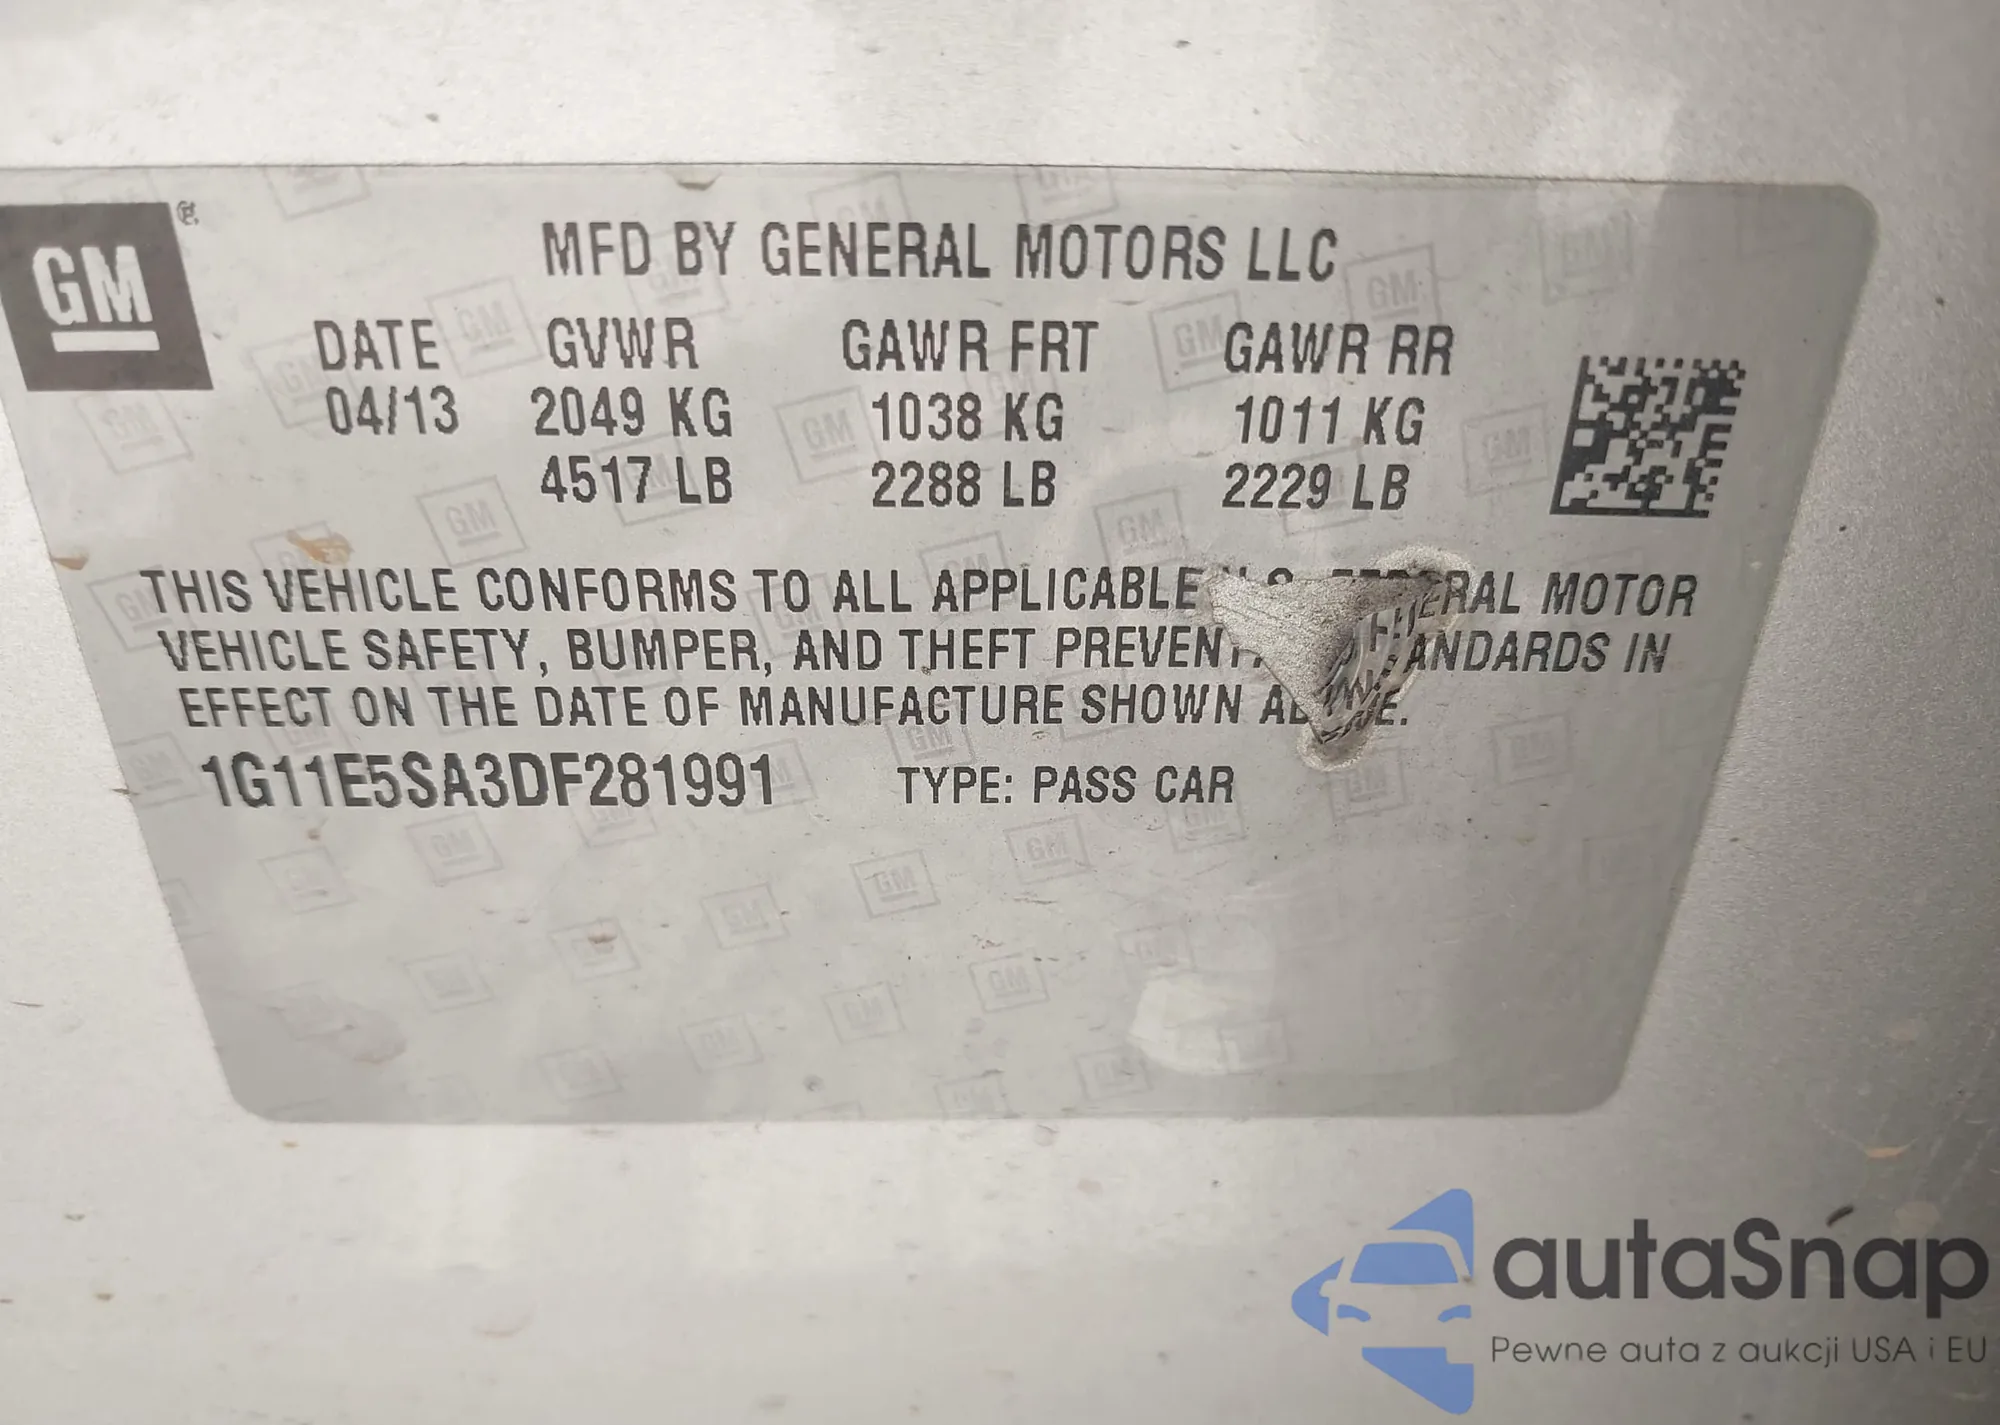 GM
MFD BY GENERAL MOTORS LLC
DATE GVWR GAWR FRT GAWR RR
04/13 2049 KG 1038 KG 1011 KG
4517 LB 2288 LB 2229 LB
THIS VEHICLE CONFORMS TO ALL APPLICABLE MOTOR
VEHICLE SAFETY, BUMPER, AND THEFT IN
EFFECT ON THE DATE OF MANUFACTURE SHOWN
1G11E5SA3DF281991 TYPE: PASS CAR
autaSnap
Pewne auta z aukcji USA i EU